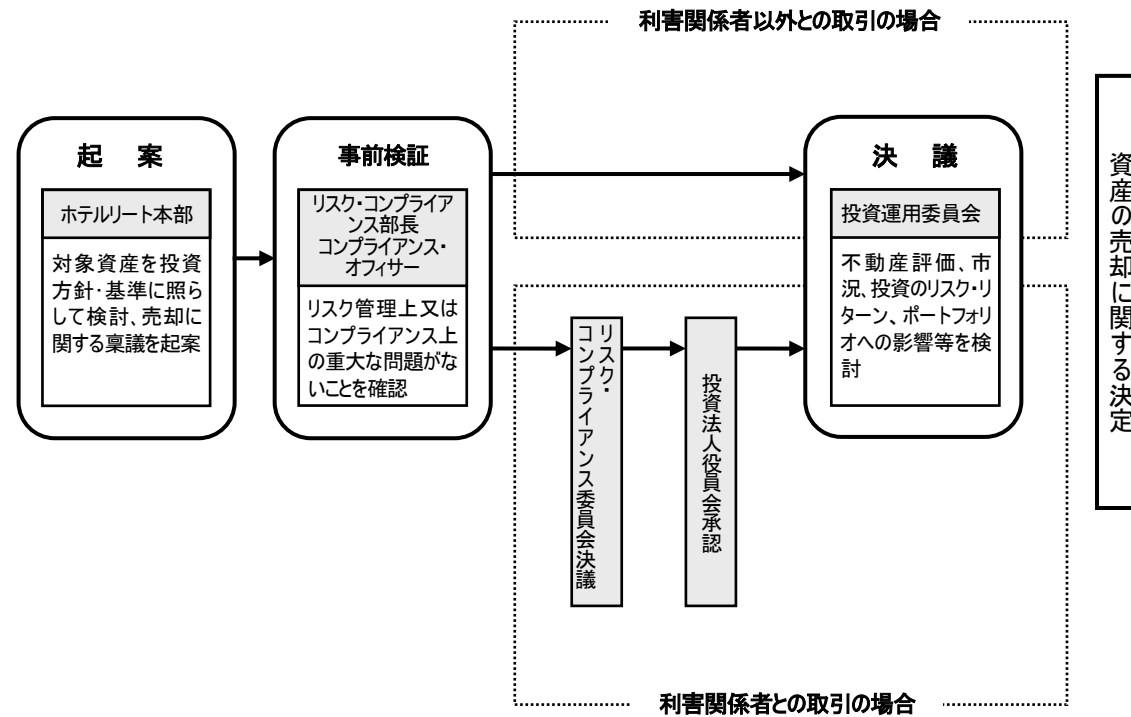 利害関係者以外との取引の場合
起　案
ホテルリート本部
対象資産を投資
方針・基準に照ら
して検討、売却に
関する稟議を起案
事前検証
リスク・コンプライア
ンス部長
コンプライアンス・
オフィサー
リスク管理上又は
コンプライアンス上
の重大な問題がな
いことを確認
リスク・
コンプライアンス委員会決議
投資法人役員会承認
決　議
投資運用委員会
不動産評価、市
況、投資のリスク・リ
ターン、ポートフォリ
オへの影響等を検
討
資産の売却に関する決定
利害関係者との取引の場合